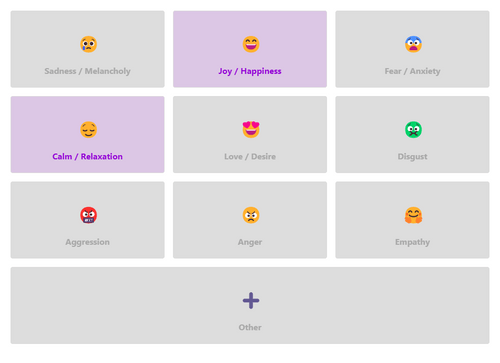 Sadness / Melancholy
Joy / Happiness
Fear / Anxiety
Calm / Relaxation
Love / Desire
Disgust
Aggression
Anger
Empathy
Other